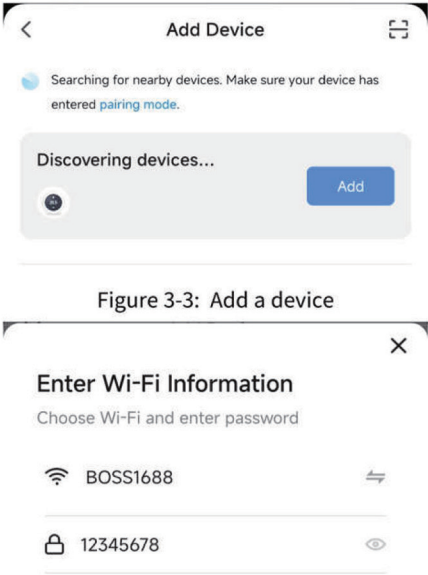 Add Device
Searching for nearby devices. Make sure your device has
entered pairing mode.
Discovering devices...
Add
Figure 3-3: Add a device
Enter Wi-Fi Information
Choose Wi-Fi and enter password
BOSS1688
12345678